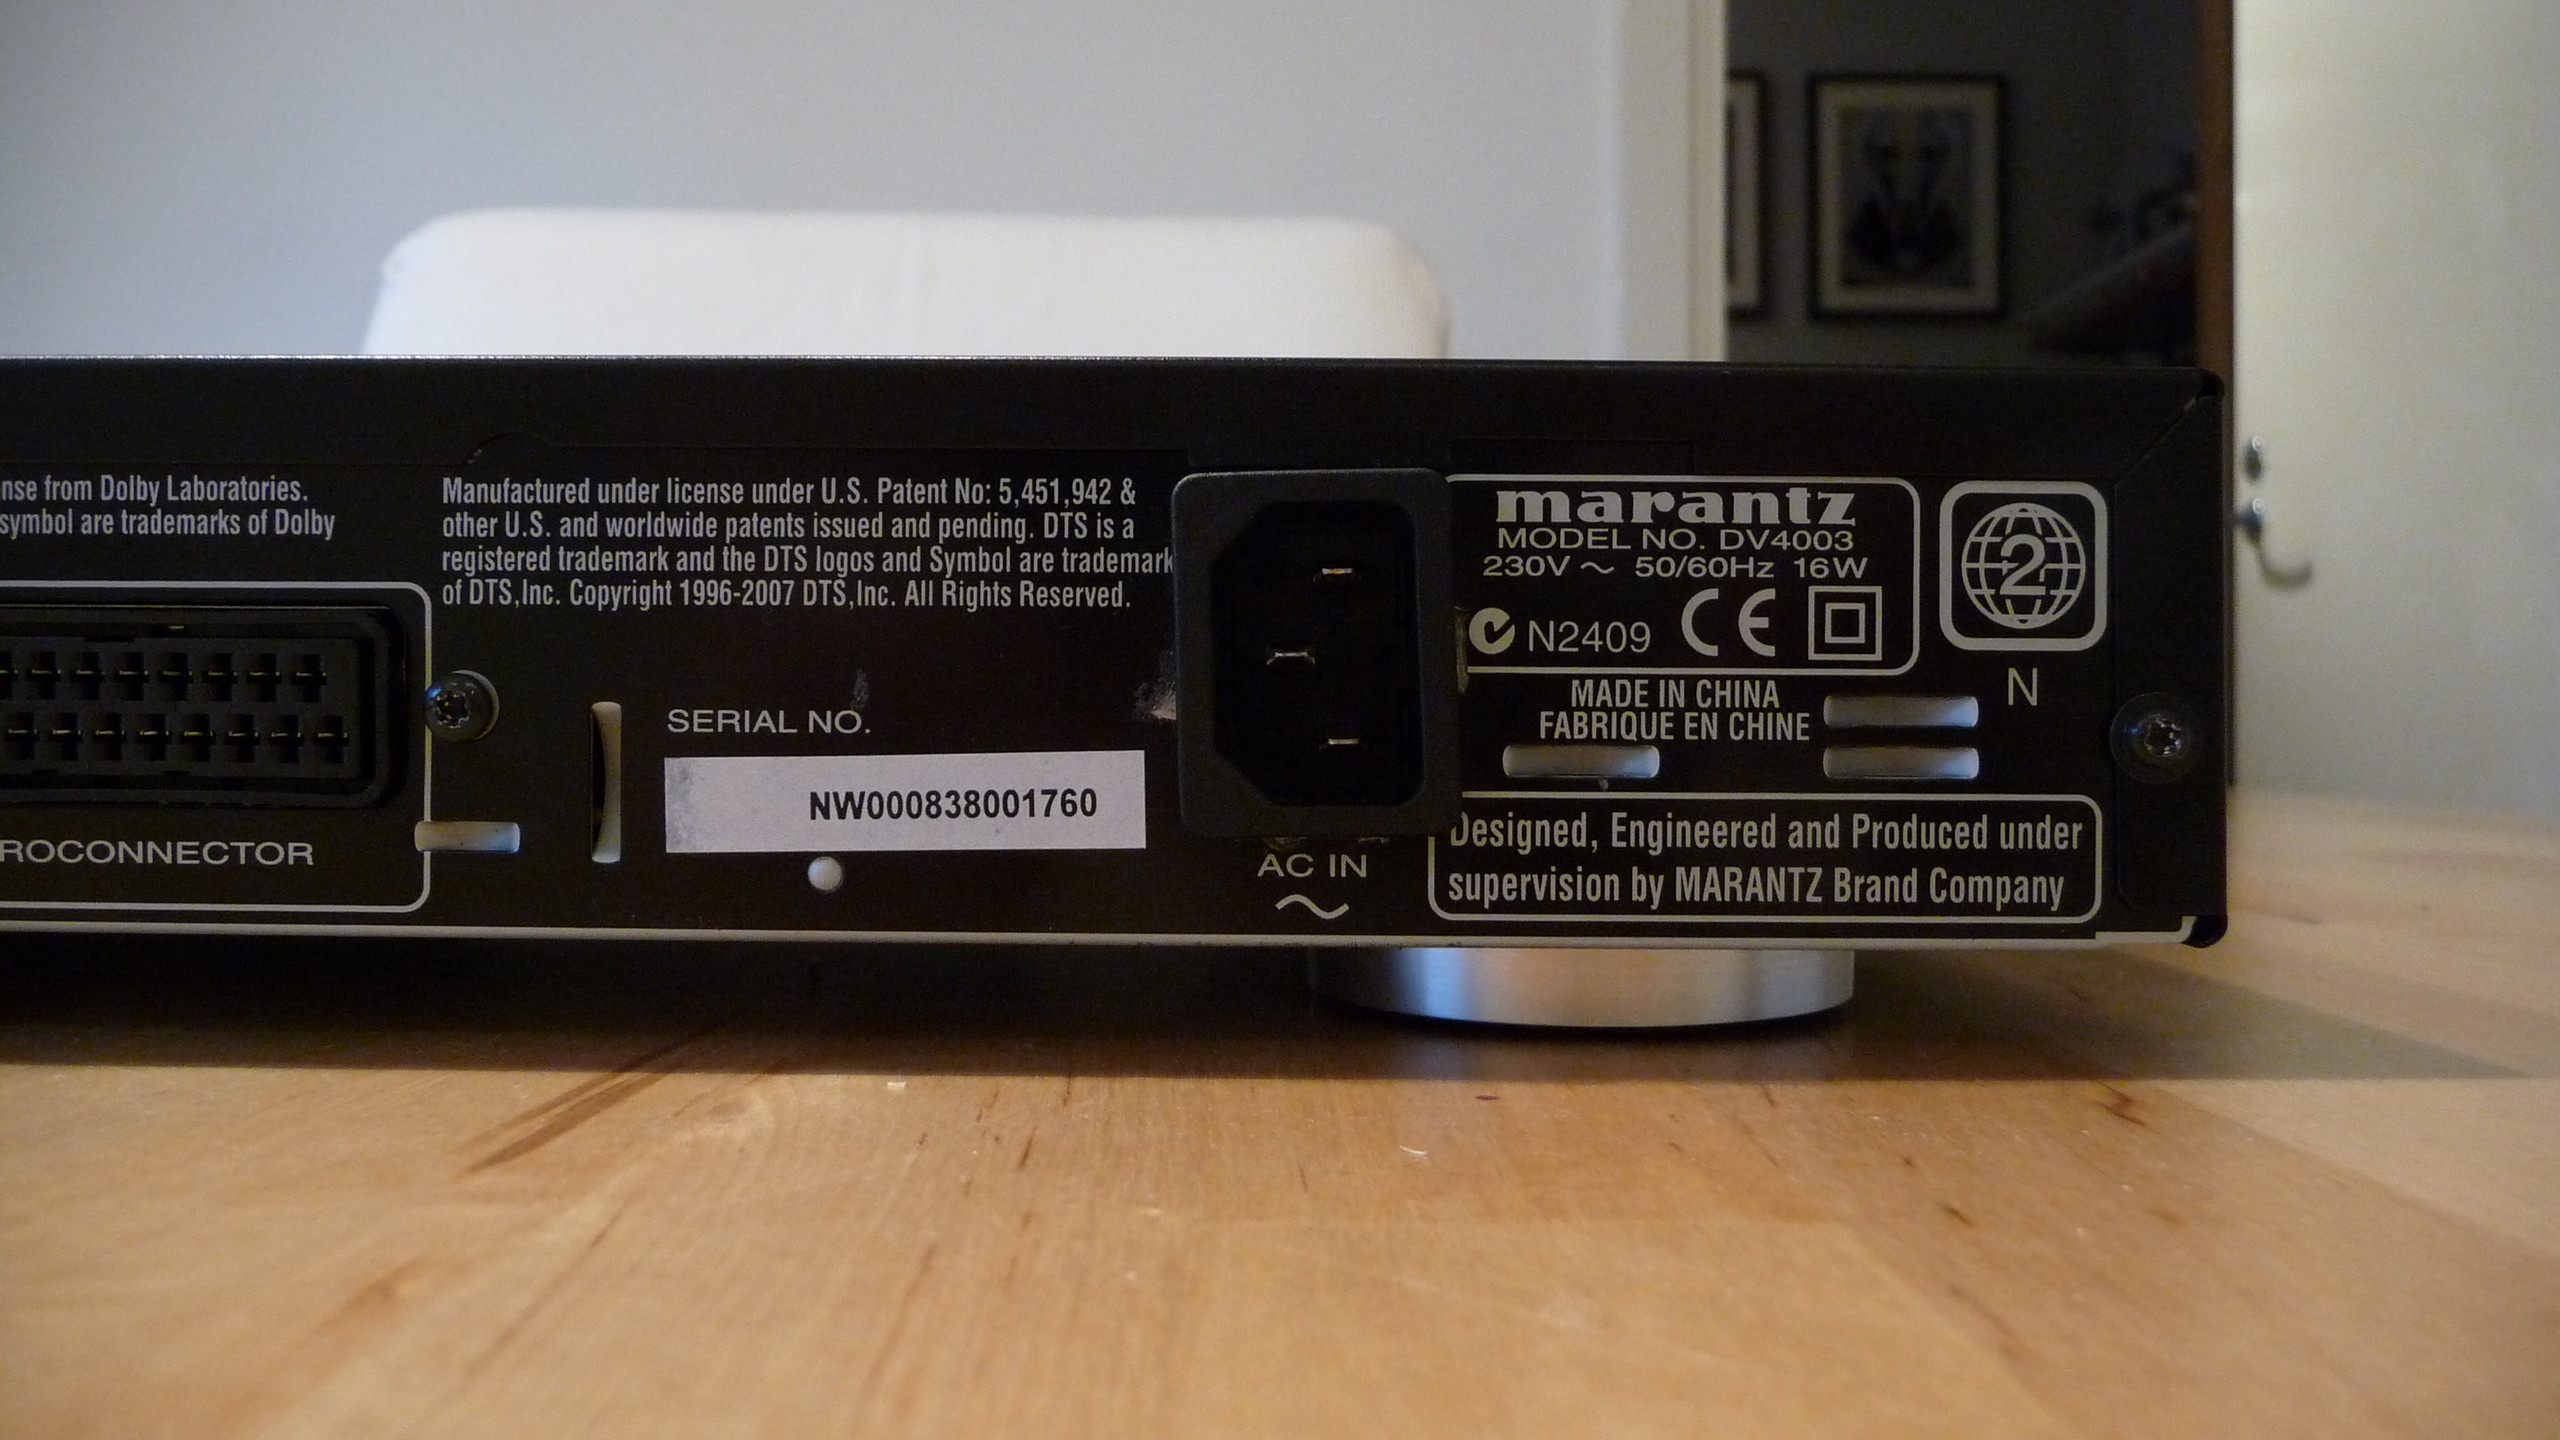 nse from Dolby Laboratories.
symbol are trademarks of Dolby
ROCONNECTOR
Manufactured under license under U.S. Patent No: 5,451,942 &
other U.S. and worldwide patents issued and pending. DTS is a
registered trademark and the DTS logos and Symbol are trademark
of DTS,Inc. Copyright 1996-2007 DTS,Inc. All Rights Reserved.
SERIAL NO.
NW000838001760
AC IN
marantz
MODEL NO. DV4003
230V ~ 50/60Hz 16W
N2409 CE
2
N
MADE IN CHINA
FABRIQUE EN CHINE
Designed, Engineered and Produced under
supervision by MARANTZ Brand Company